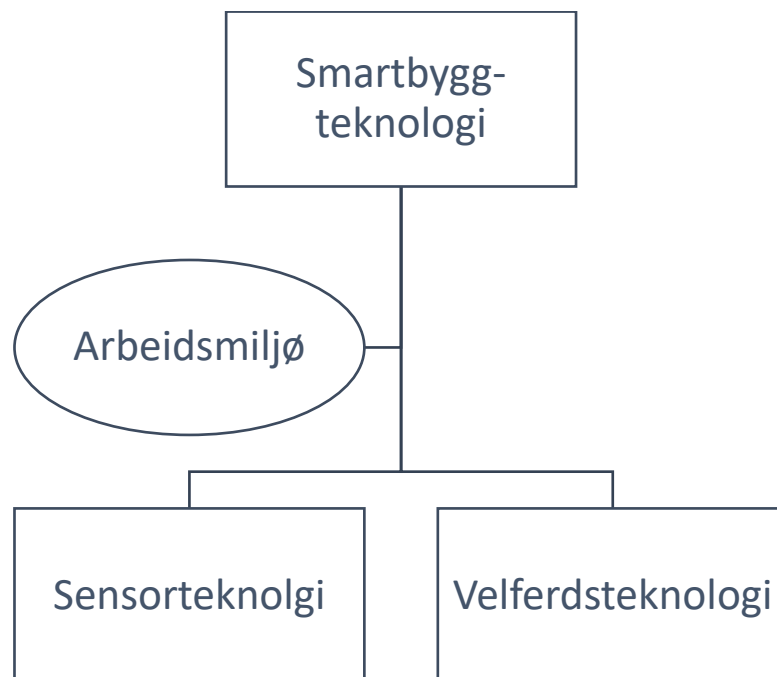 Smartbygg-
teknologi
Arbeidsmiljø
Sensorteknolgi
Velferdsteknologi